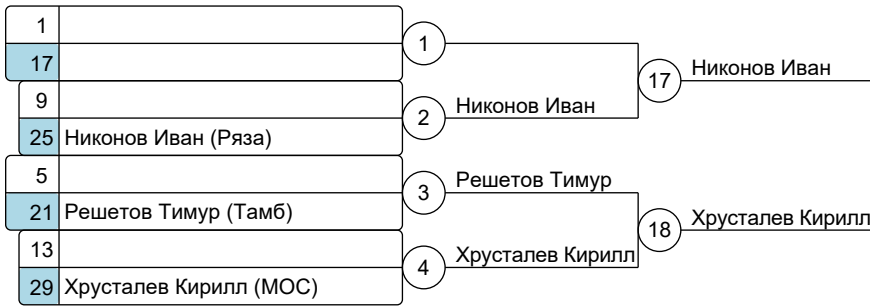 1
17
1
9
25 Никонов Иван (Ряза)
2
Никонов Иван
17
Никонов Иван
5
21 Решетов Тимур (Тамб)
3
Решетов Тимур
13
29 Хрусталев Кирилл (МОС)
4
Хрусталев Кирилл
18
Хрусталев Кирилл